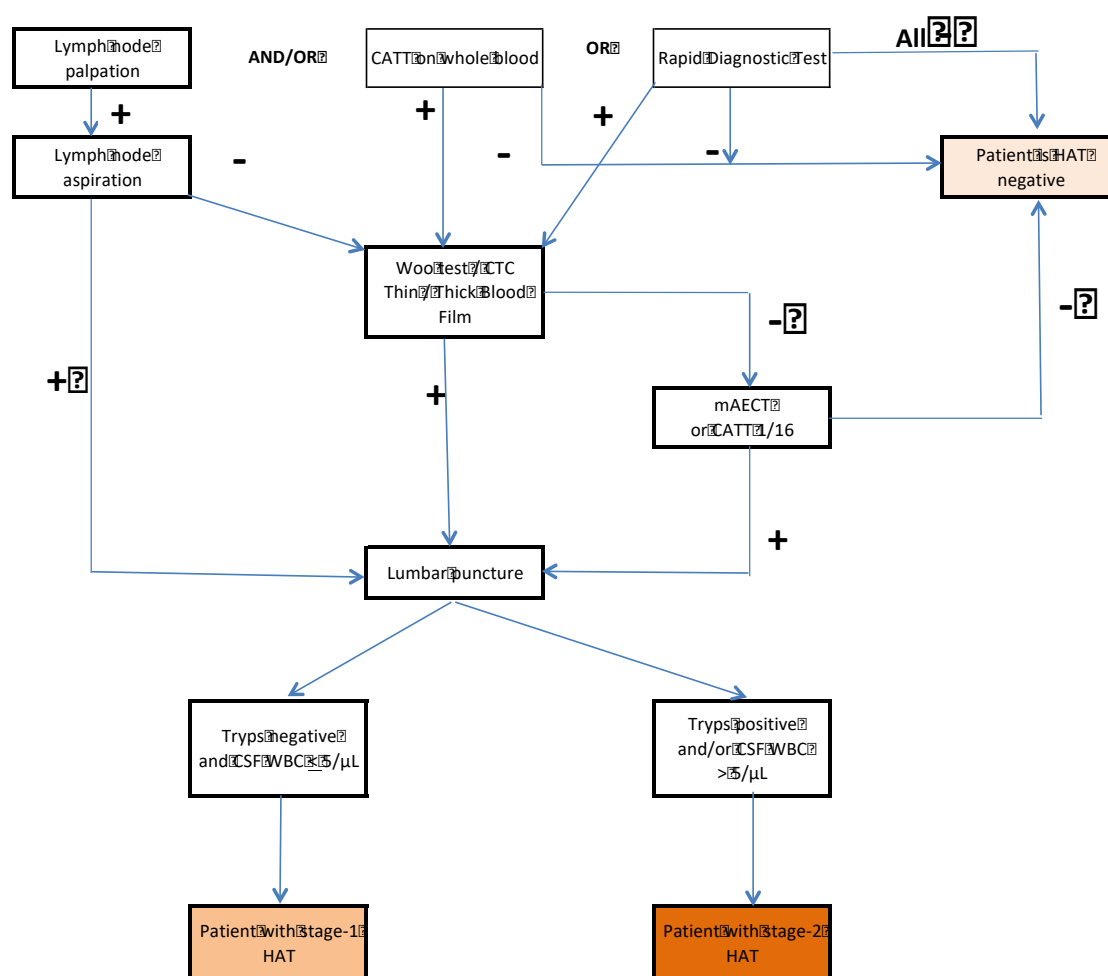 Lymph node
palpation
AND/OR
CATT on whole blood
OR
Rapid Diagnostic Test
All -
+
+
+
Lymph node
aspiration
-
-
-
Patient is HAT
negative
Woo test / CTC
Thin / Thick Blood
Film
-
-
+
+
mAECT
or CATT 1/16
+
Lumbar puncture
Tryps negative
and CSF WBC ≤ 5/µL
Tryps positive
and/or CSF WBC
> 5/µL
Patient with stage-1
HAT
Patient with stage-2
HAT